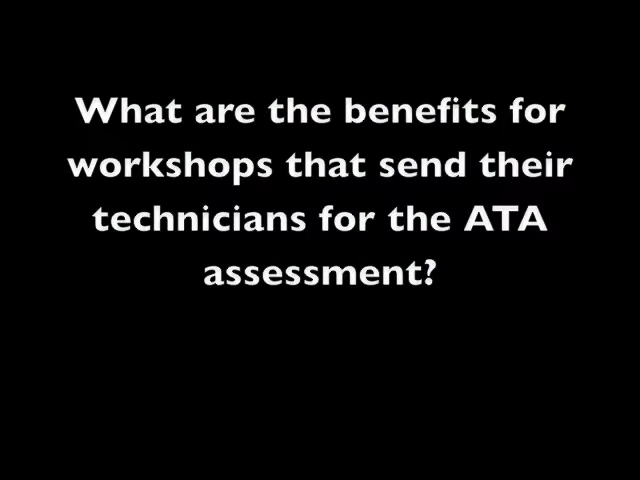 What are the benefits for
workshops that send their
technicians for the ATA
assessment?